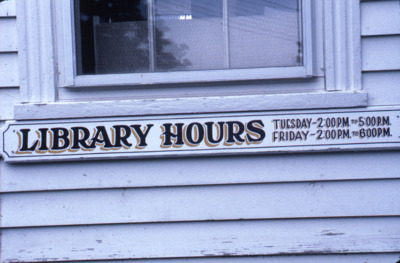 LIBRARY HOURS
TUESDAY-2:00 P.M. TO 5:00 P.M.
FRIDAY-2:00 P.M. TO 6:00 P.M.